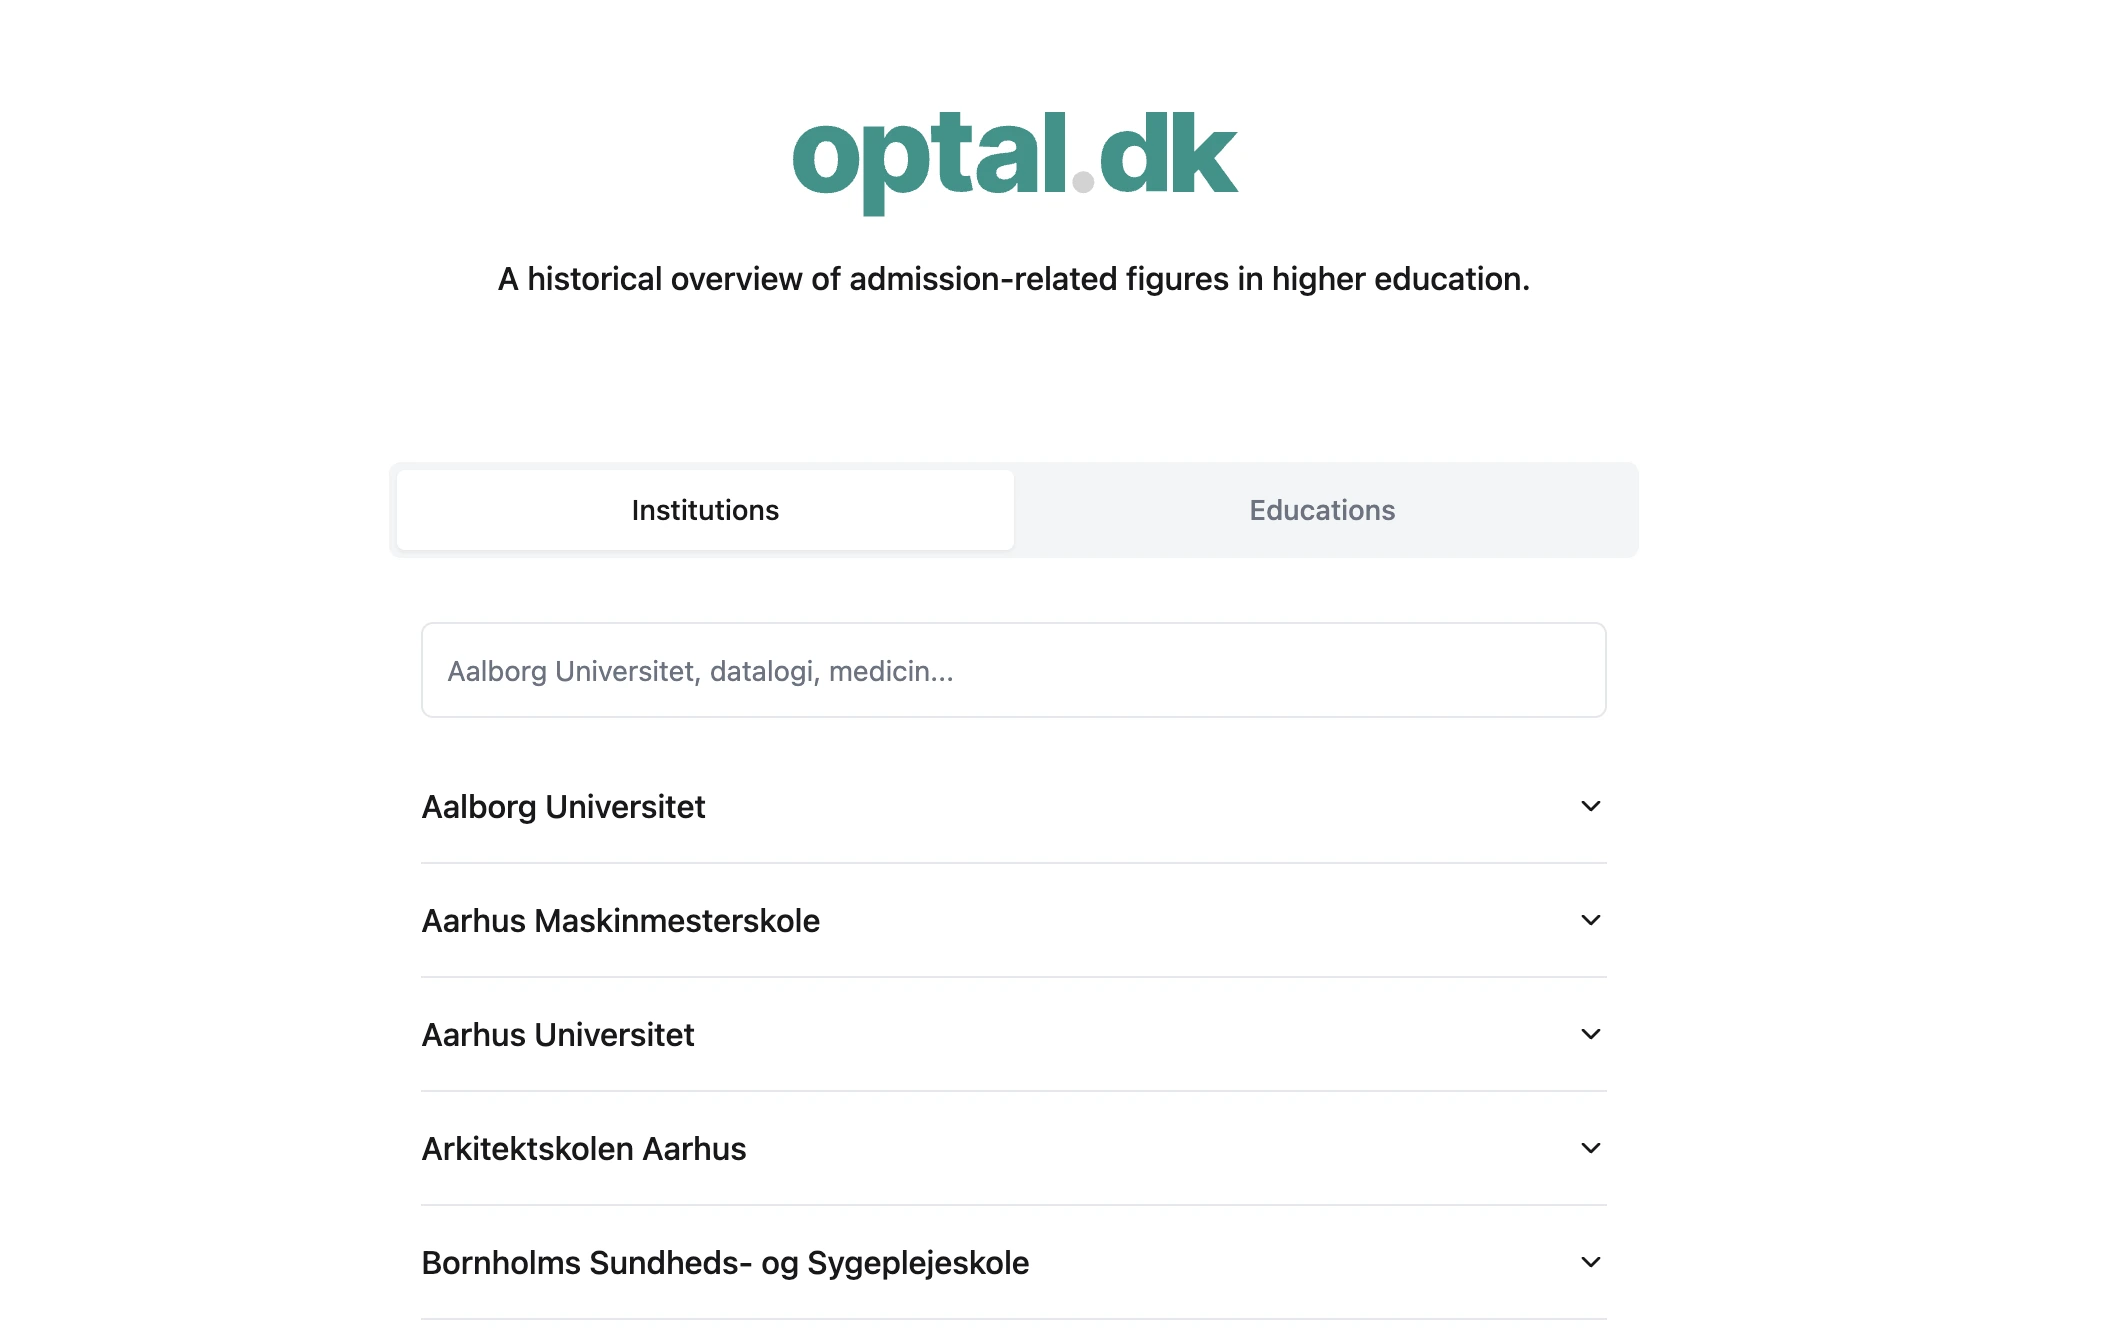 optal.dk
A historical overview of admission-related figures in higher education.
Institutions
Educations
Aalborg Universitet, datalogi, medicin...
Aalborg Universitet
Aarhus Maskinmesterskole
Aarhus Universitet
Arkitektskolen Aarhus
Bornholms Sundheds- og Sygeplejeskole